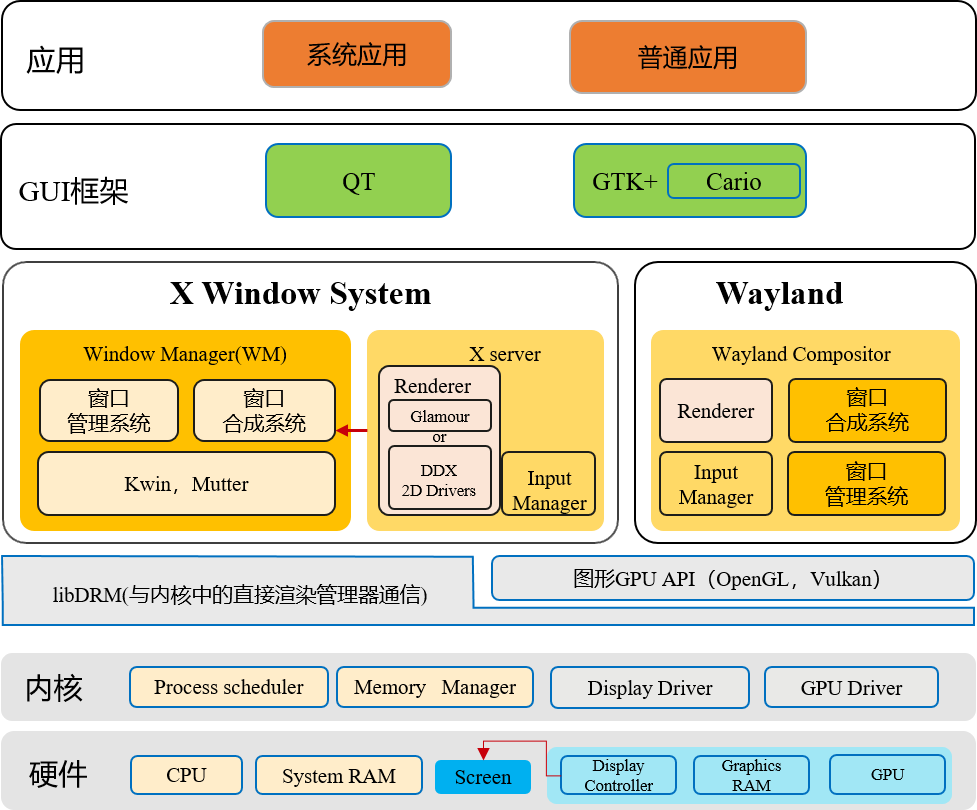 应用
系统应用
普通应用
GUI框架
QT
GTK+
Cario
X Window System
Window Manager(WM)
窗口
管理系统
窗口
合成系统
Kwin，Mutter
X server
Renderer
Glamour
or
DDX
2D Drivers
Input
Manager
Wayland
Wayland Compositor
Renderer
窗口
合成系统
Input
Manager
窗口
管理系统
libDRM(与内核中的直接渲染管理器通信)
图形GPU API（OpenGL，Vulkan）
内核
Process scheduler
Memory Manager
Display Driver
GPU Driver
硬件
CPU
System RAM
Screen
Display
Controller
Graphics
RAM
GPU